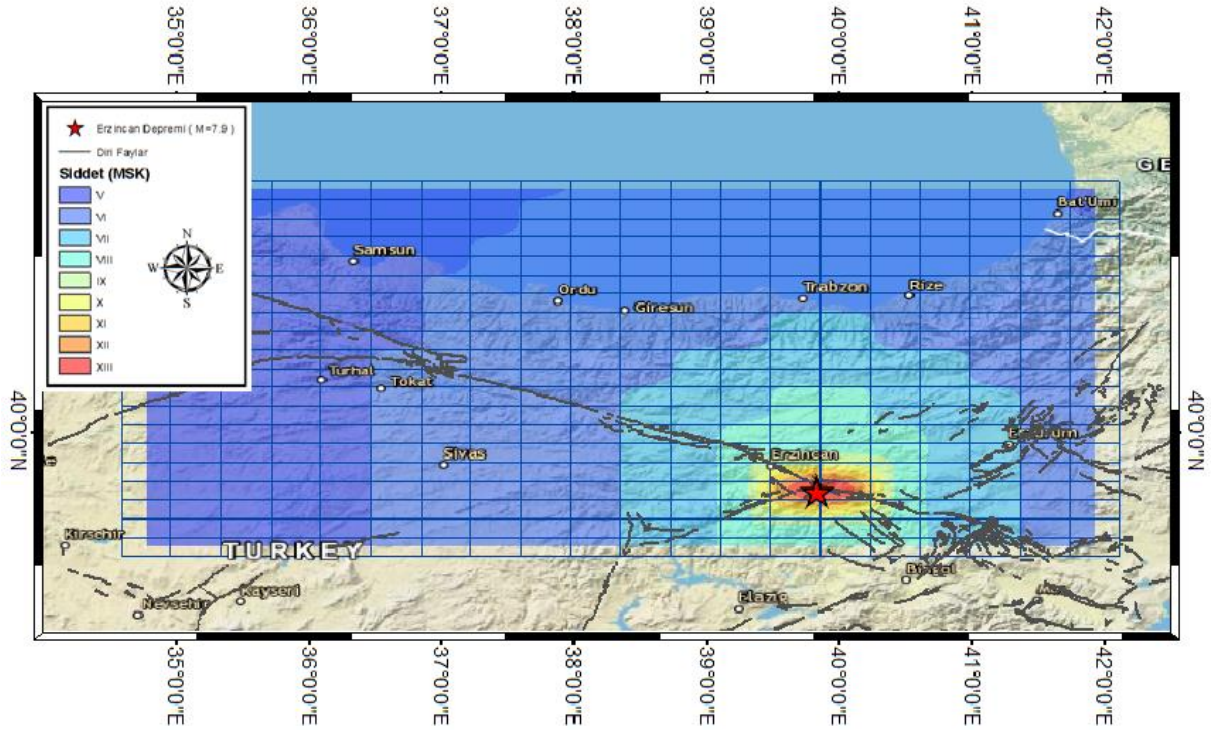 35°0'0"E
36°0'0"E
37°0'0"E
38°0'0"E
39°0'0"E
40°0'0"E
41°0'0"E
42°0'0"E
Erzincan Depremi ( M=7.9 )
Diri Faylar
Siddet (MSK)
V
VI
VII
VIII
IX
X
XI
XII
XIII
N
W
E
S
GE
Bat'Umi
Samsun
Ordu
Giresun
Trabzon
Rize
Turhal
Tokat
40°0'0"N
40°0'0"N
Sivas
Erzincan
Erzurum
Kirsehir
TURKEY
Nevsehir
Kayseri
Elazig
Bingol
35°0'0"E
36°0'0"E
37°0'0"E
38°0'0"E
39°0'0"E
40°0'0"E
41°0'0"E
42°0'0"E